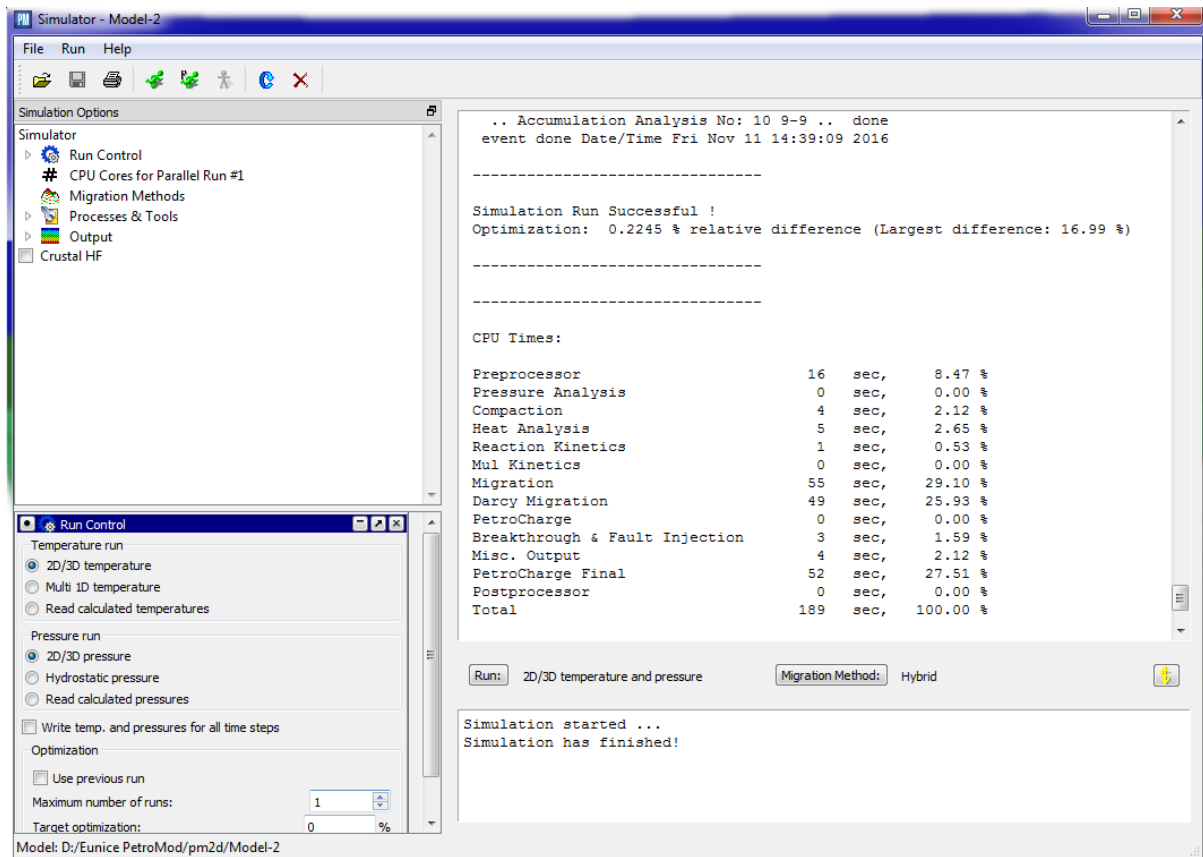 PM Simulator - Model-2
File Run Help
Simulation Options
Simulator
Run Control
# CPU Cores for Parallel Run #1
Migration Methods
Processes & Tools
Output
Crustal HF
Run Control
Temperature run
2D/3D temperature
Multi 1D temperature
Read calculated temperatures
Pressure run
2D/3D pressure
Hydrostatic pressure
Read calculated pressures
Write temp. and pressures for all time steps
Optimization
Use previous run
Maximum number of runs: 1
Target optimization: 0 %
.. Accumulation Analysis No: 10 9-9 .. done
event done Date/Time Fri Nov 11 14:39:09 2016
--------------------------------
Simulation Run Successful !
Optimization: 0.2245 % relative difference (Largest difference: 16.99 %)
--------------------------------
--------------------------------
CPU Times:
Preprocessor 16 sec, 8.47 %
Pressure Analysis 0 sec, 0.00 %
Compaction 4 sec, 2.12 %
Heat Analysis 5 sec, 2.65 %
Reaction Kinetics 1 sec, 0.53 %
Mul Kinetics 0 sec, 0.00 %
Migration 55 sec, 29.10 %
Darcy Migration 49 sec, 25.93 %
PetroCharge 0 sec, 0.00 %
Breakthrough & Fault Injection 3 sec, 1.59 %
Misc. Output 4 sec, 2.12 %
PetroCharge Final 52 sec, 27.51 %
Postprocessor 0 sec, 0.00 %
Total 189 sec, 100.00 %
Run: 2D/3D temperature and pressure Migration Method: Hybrid
Simulation started ...
Simulation has finished!
Model: D:/Eunice PetroMod/pm2d/Model-2